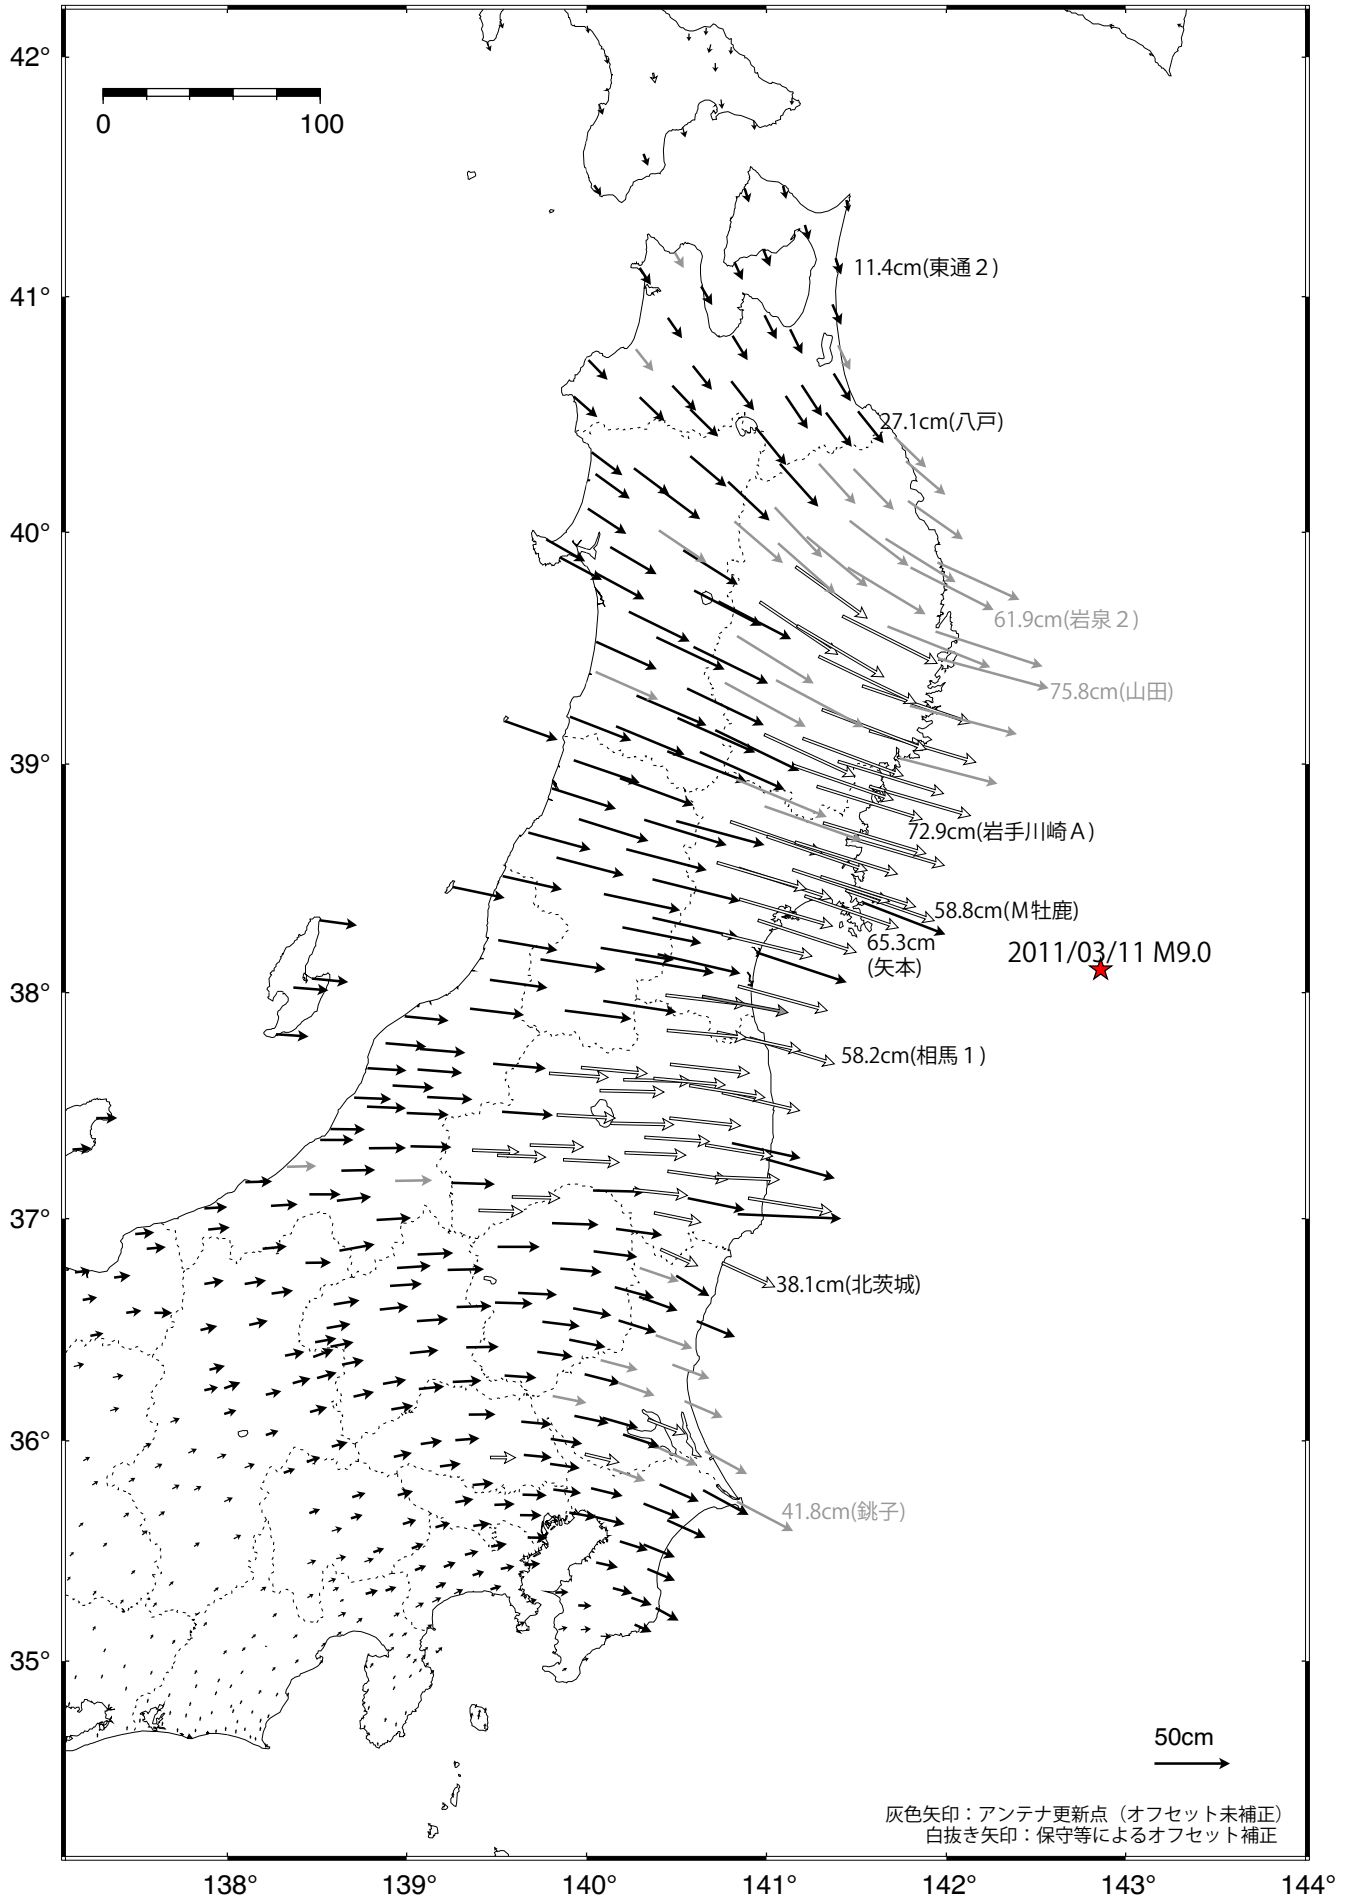 42°
0 100
11.4cm(東通２)
41°
27.1cm(八戸)
40°
61.9cm(岩泉２)
75.8cm(山田)
39°
72.9cm(岩手川崎Ａ)
58.8cm(Ｍ牡鹿)
65.3cm
(矢本)
2011/03/11 M9.0
38°
58.2cm(相馬１)
37°
38.1cm(北茨城)
36°
41.8cm(銚子)
35°
50cm
灰色矢印：アンテナ更新点（オフセット未補正）
白抜き矢印：保守等によるオフセット補正
138° 139° 140° 141° 142° 143° 144°